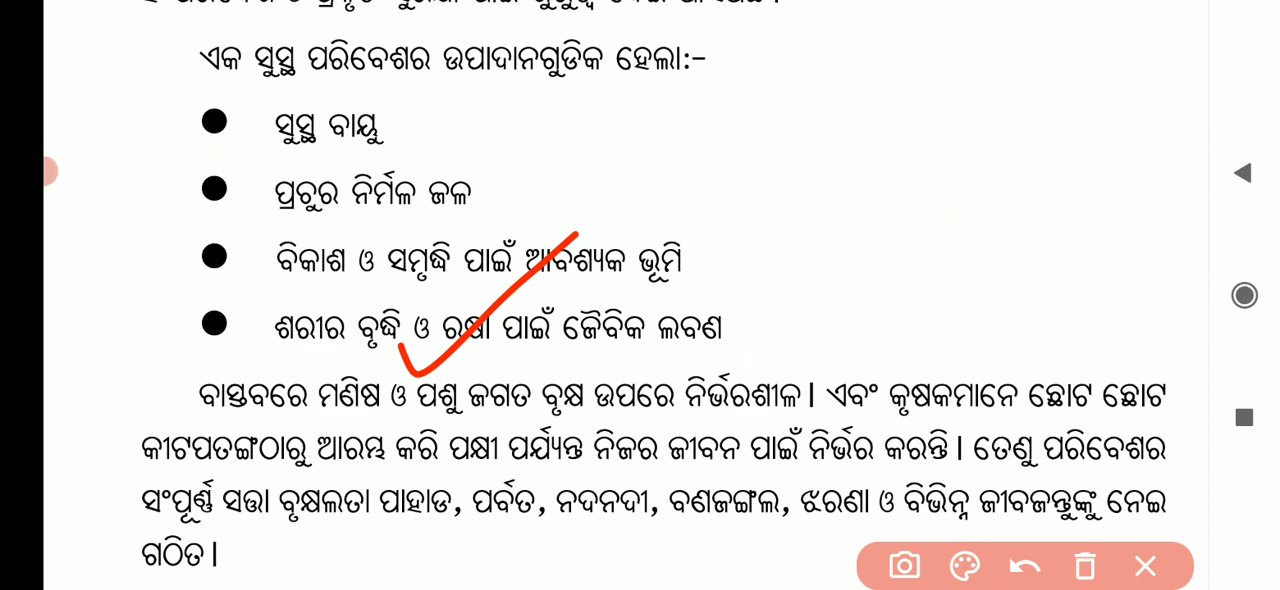 ଏକ ସୁସ୍ଥ ପରିବେଶର ଉପାଦାନଗୁଡିକ ହେଲା:-
● ସୁସ୍ଥ ବାୟୁ
● ପ୍ରଚୁର ନିର୍ମଳ ଜଳ
● ବିକାଶ ଓ ସମୃଦ୍ଧି ପାଇଁ ଆବଶ୍ୟକ ଭୂମି
● ଶରୀର ବୃଦ୍ଧି ଓ ରକ୍ଷା ପାଇଁ ଜୈବିକ ଲବଣ
ବାସ୍ତବରେ ମଣିଷ ଓ ପଶୁ ଜଗତ ବୃକ୍ଷ ଉପରେ ନିର୍ଭରଶୀଳ। ଏବଂ କୃଷକମାନେ ଛୋଟ ଛୋଟ
କୀଟପତଙ୍ଗଠାରୁ ଆରମ୍ଭ କରି ପକ୍ଷୀ ପର୍ଯ୍ୟନ୍ତ ନିଜର ଜୀବନ ପାଇଁ ନିର୍ଭର କରନ୍ତି। ତେଣୁ ପରିବେଶର
ସଂପୂର୍ଣ୍ଣ ସତ୍ତା ବୃକ୍ଷଲତା ପାହାଡ, ପର୍ବତ, ନଦନଦୀ, ବଣଜଙ୍ଗଲ, ଝରଣା ଓ ବିଭିନ୍ନ ଜୀବଜନ୍ତୁଙ୍କୁ ନେଇ
ଗଠିତ।